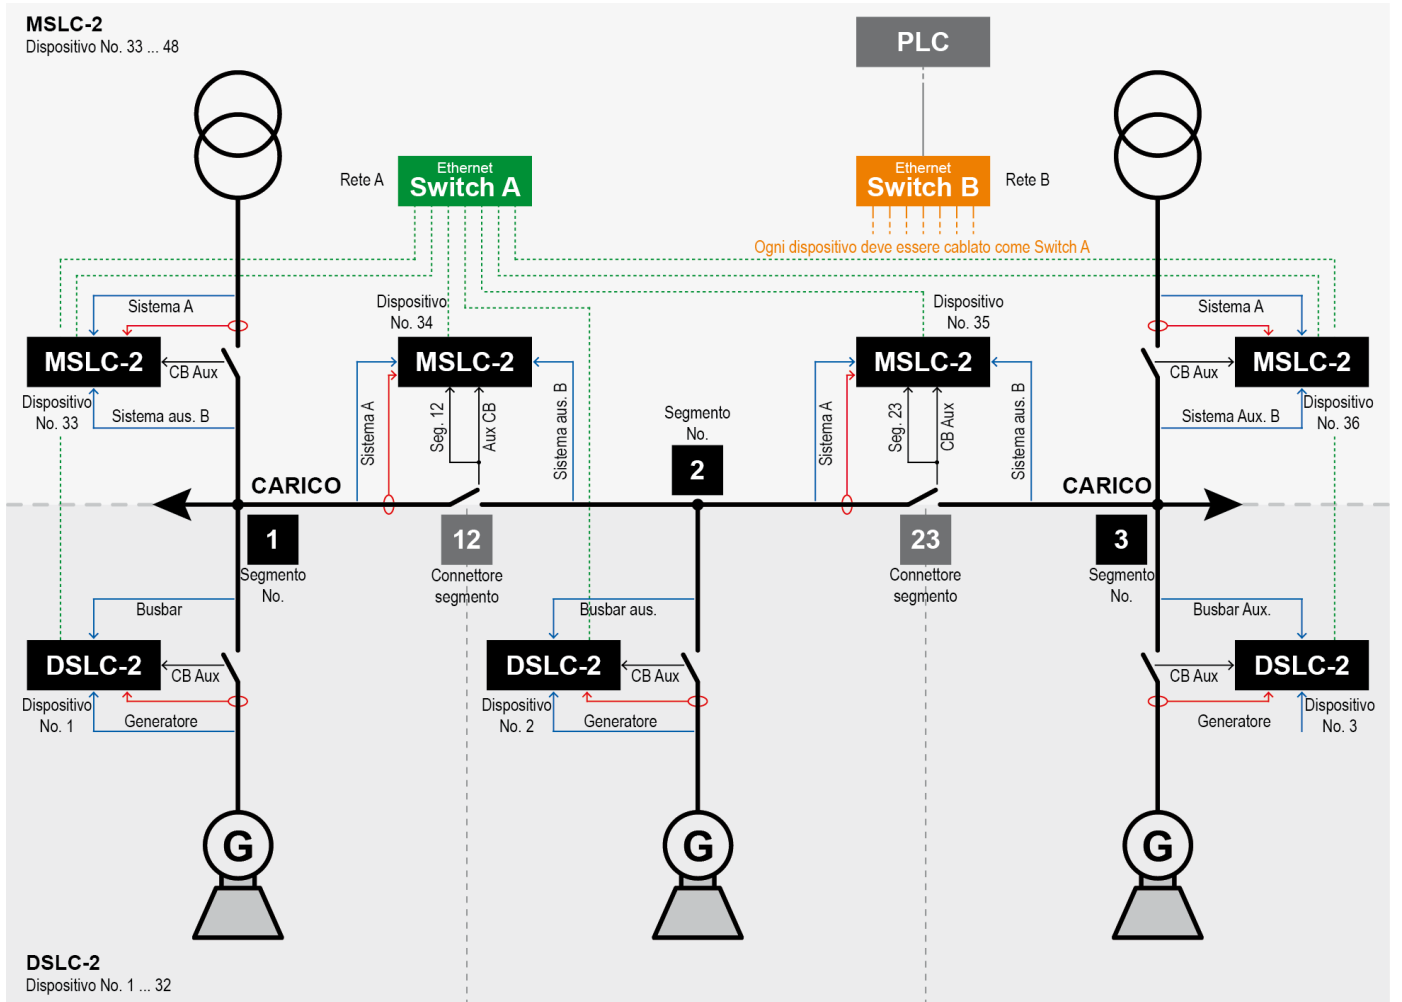 MSLC-2
Dispositivo No. 33 ... 48
PLC
Rete A
Ethernet
Switch A
Ethernet
Switch B
Rete B
Ogni dispositivo deve essere cablato come Switch A
Sistema A
MSLC-2
CB Aux
Dispositivo
No. 33
Sistema aus. B
Dispositivo
No. 34
MSLC-2
Sistema A
Seg. 12
Aux CB
Sistema aus. B
Dispositivo
No. 35
MSLC-2
Sistema A
Seg. 23
CB Aux
Sistema aus. B
Sistema A
MSLC-2
CB Aux
Sistema Aux. B
Dispositivo
No. 36
Segmento
No.
2
CARICO
CARICO
1
Segmento
No.
12
Connettore
segmento
23
Connettore
segmento
3
Segmento
No.
Busbar
DSLC-2
CB Aux
Dispositivo
No. 1
Generatore
Busbar aus.
DSLC-2
CB Aux
Dispositivo
No. 2
Generatore
Busbar Aux.
DSLC-2
CB Aux
Generatore
Dispositivo
No. 3
G
G
G
DSLC-2
Dispositivo No. 1 ... 32